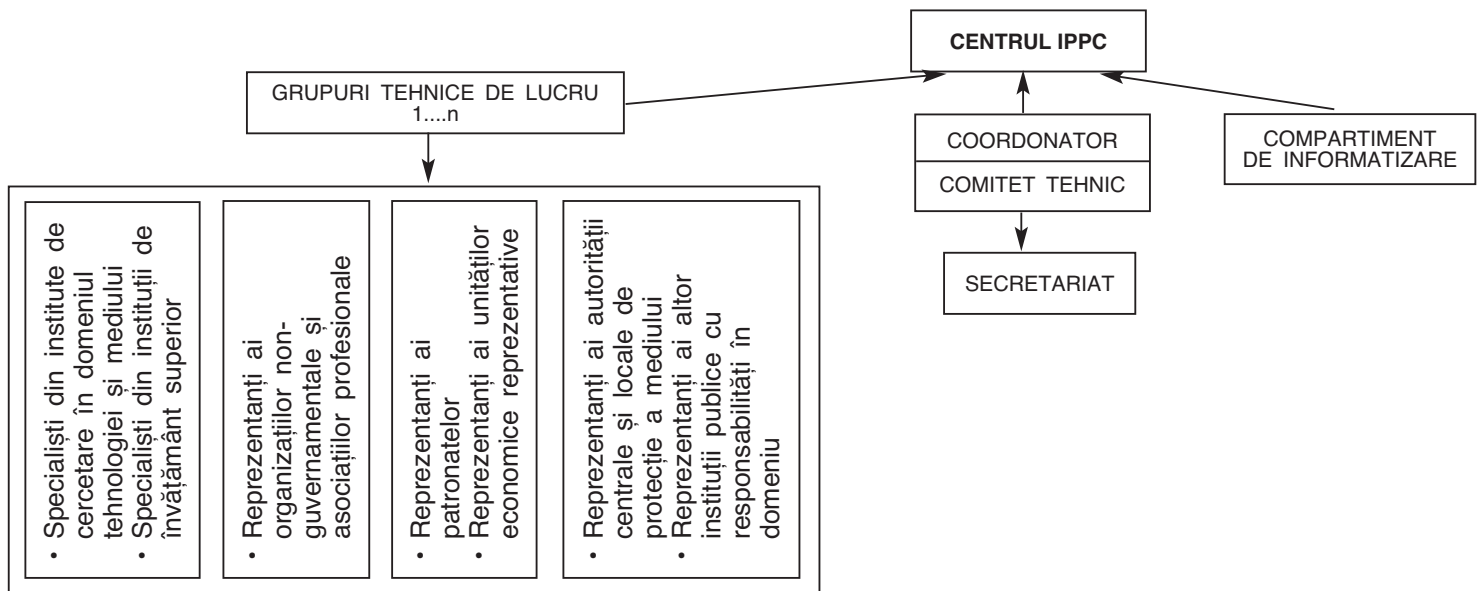 CENTRUL IPPC
GRUPURI TEHNICE DE LUCRU
1....n
COORDONATOR
COMITET TEHNIC
COMPARTIMENT
DE INFORMATIZARE
SECRETARIAT
• Specialiști din institute de
cercetare în domeniul
tehnologiei și mediului
• Specialiști din instituții de
învățământ superior
• Reprezentanți ai
organizațiilor non-
guvernamentale și
asociațiilor profesionale
• Reprezentanți ai
patronatelor
• Reprezentanți ai unităților
economice reprezentative
• Reprezentanți ai autorității
centrale și locale de
protecție a mediului
• Reprezentanți ai altor
instituții publice cu
responsabilități în
domeniu